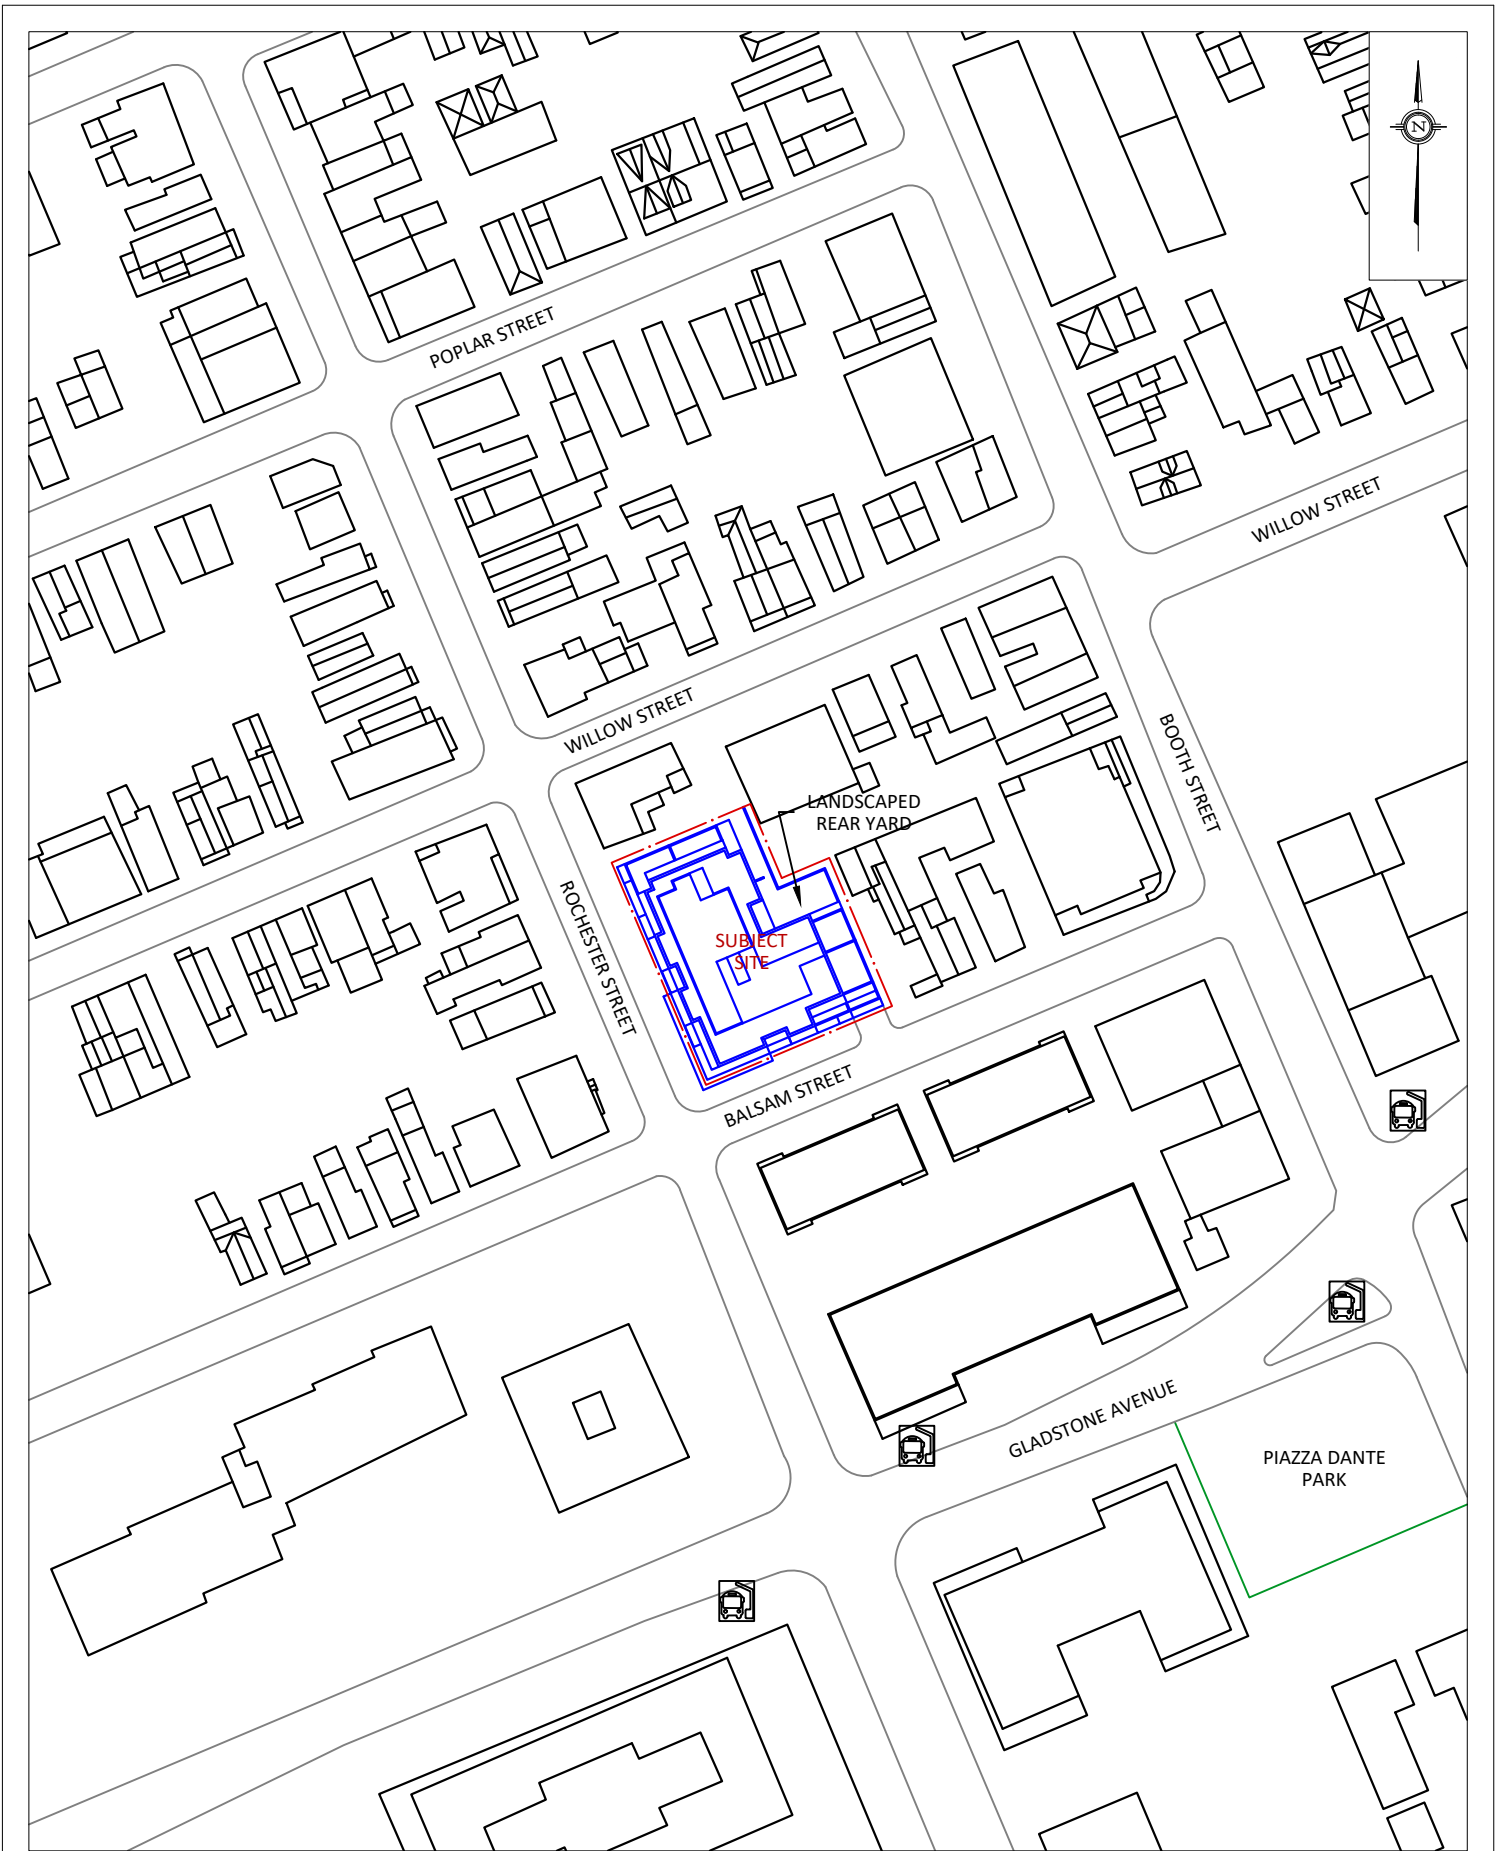 N
POPLAR STREET
WILLOW STREET
WILLOW STREET
BOOTH STREET
LANDSCAPED
REAR YARD
ROCHESTER STREET
SUBJECT
SITE
BALSAM STREET
GLADSTONE AVENUE
PIAZZA DANTE
PARK